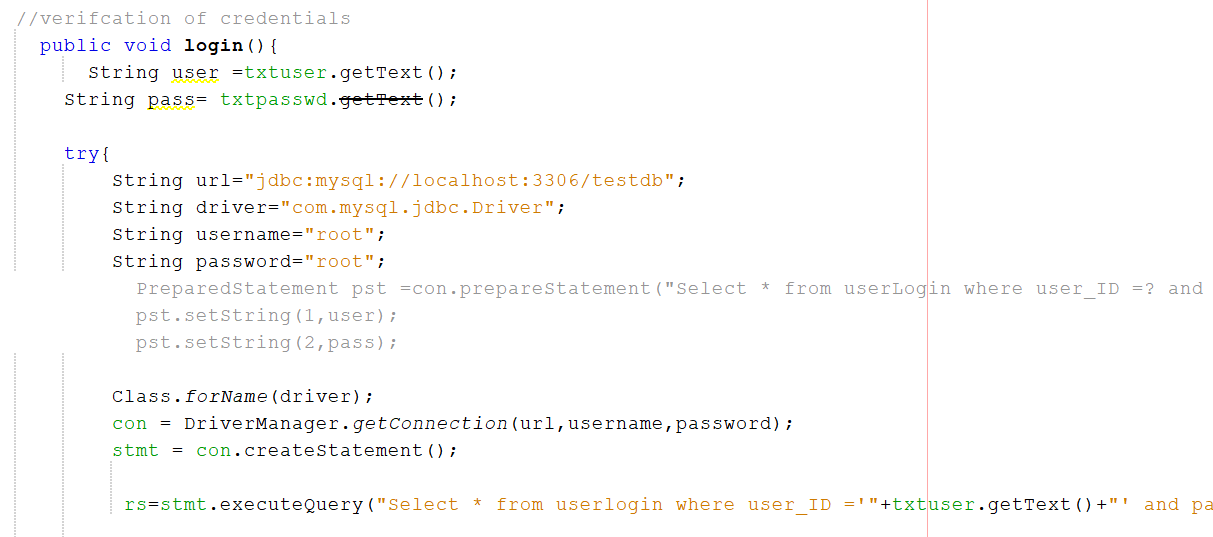 //verifcation of credentials
public void login(){
String user =txtuser.getText();
String pass= txtpasswd.getText();
try{
String url="jdbc:mysql://localhost:3306/testdb";
String driver="com.mysql.jdbc.Driver";
String username="root";
String password="root";
PreparedStatement pst =con.prepareStatement("Select * from userLogin where user_ID =? and
pst.setString(1,user);
pst.setString(2,pass);
Class.forName(driver);
con = DriverManager.getConnection(url,username,password);
stmt = con.createStatement();
rs=stmt.executeQuery("Select * from userlogin where user_ID ='"+txtuser.getText()+"' and pa